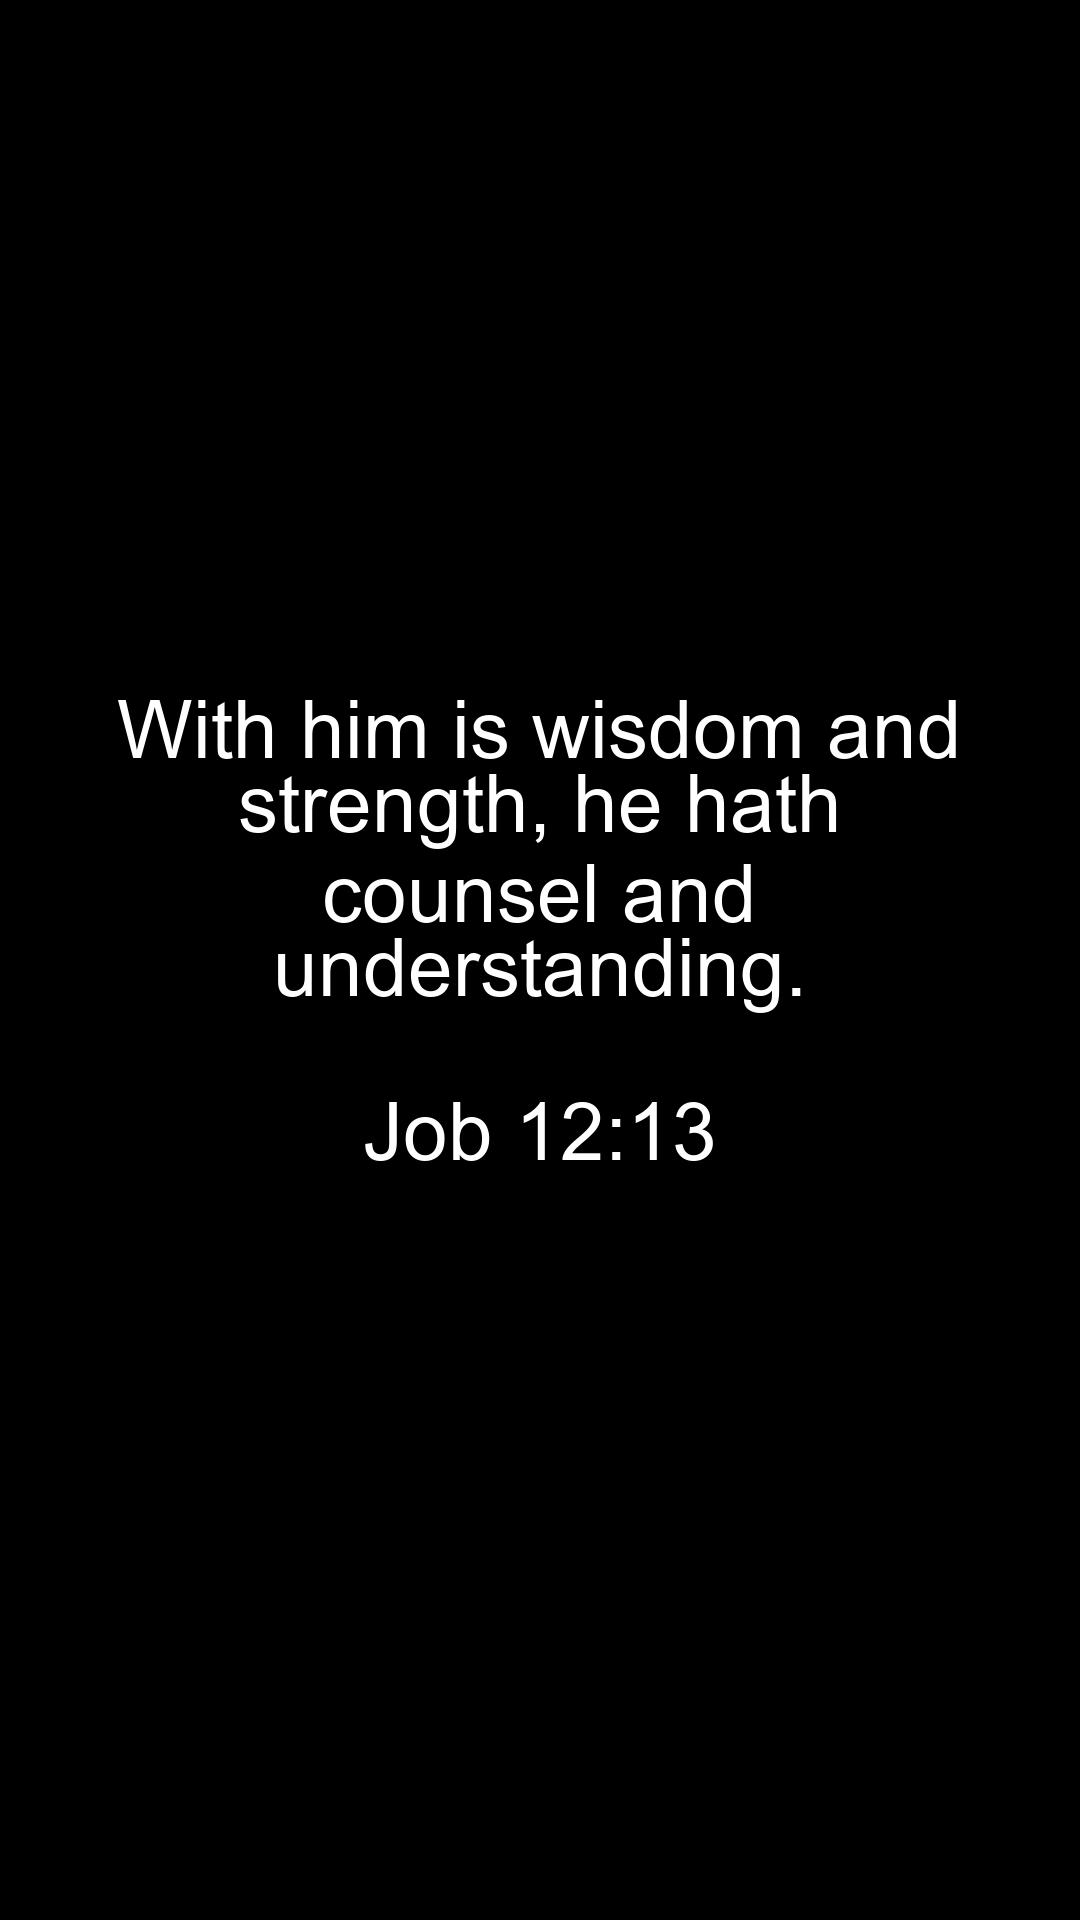 With him is wisdom and
strength, he hath
counsel and
understanding.
Job 12:13